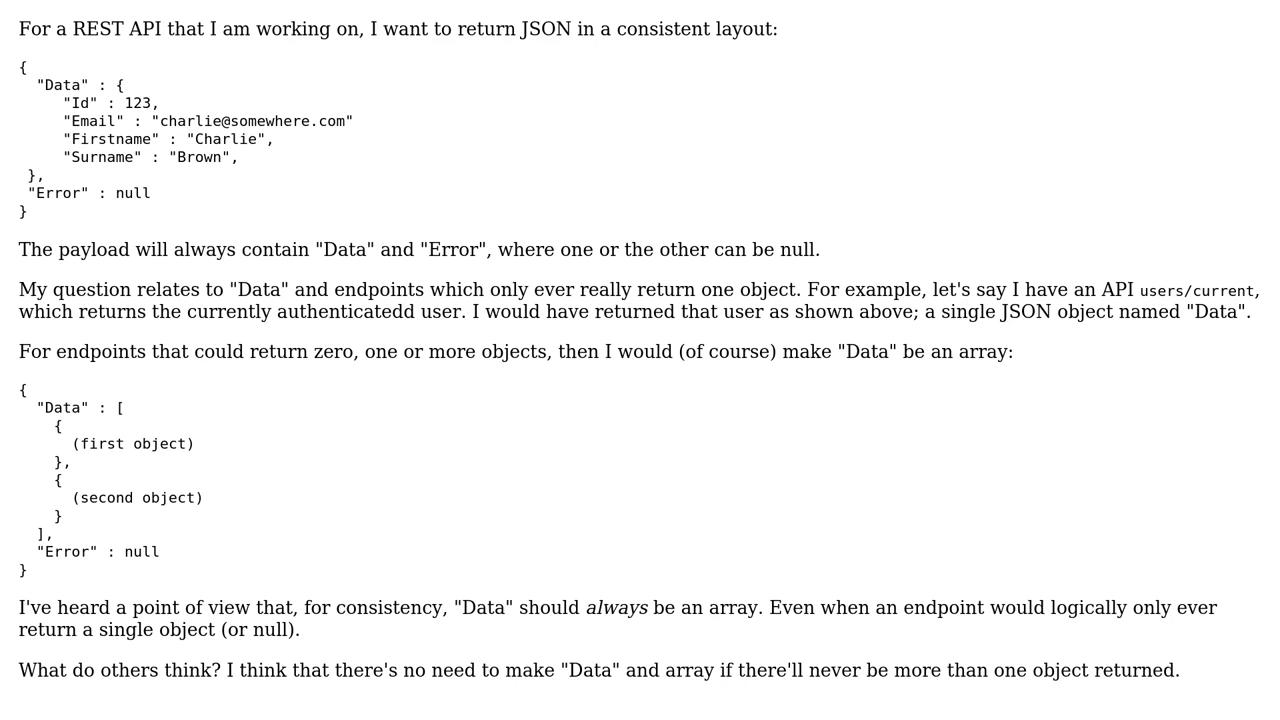 For a REST API that I am working on, I want to return JSON in a consistent layout:
{
  "Data" : {
     "Id" : 123,
     "Email" : "charlie@somewhere.com"
     "Firstname" : "Charlie",
     "Surname" : "Brown",
 },
 "Error" : null
}
The payload will always contain "Data" and "Error", where one or the other can be null.
My question relates to "Data" and endpoints which only ever really return one object. For example, let's say I have an API users/current,
which returns the currently authenticatedd user. I would have returned that user as shown above; a single JSON object named "Data".
For endpoints that could return zero, one or more objects, then I would (of course) make "Data" be an array:
{
  "Data" : [
    {
      (first object)
    },
    {
      (second object)
    }
  ],
  "Error" : null
}
I've heard a point of view that, for consistency, "Data" should always be an array. Even when an endpoint would logically only ever
return a single object (or null).
What do others think? I think that there's no need to make "Data" and array if there'll never be more than one object returned.